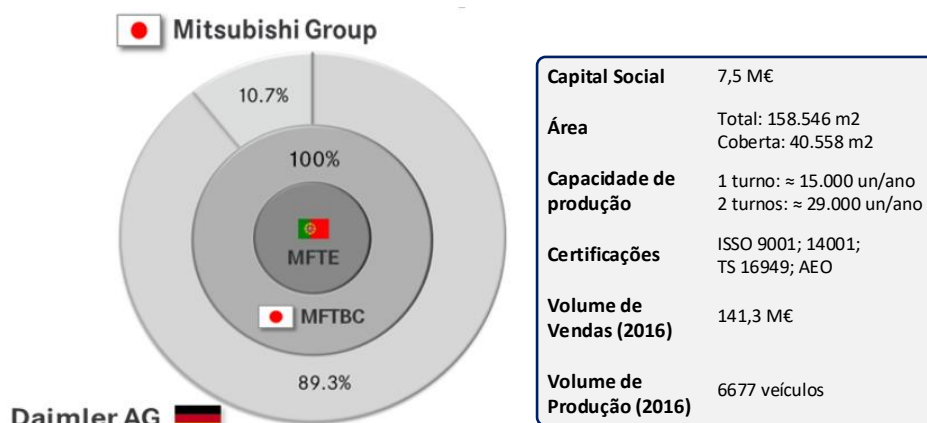 Mitsubishi Group
10.7%
100%
MFTE
MFTBC
89.3%
Daimler AG
Capital Social 7,5 M€
Área Total: 158.546 m2
Coberta: 40.558 m2
Capacidade de produção 1 turno: ≈ 15.000 un/ano
2 turnos: ≈ 29.000 un/ano
Certificações ISSO 9001; 14001;
TS 16949; AEO
Volume de
Vendas (2016) 141,3 M€
Volume de
Produção (2016) 6677 veículos